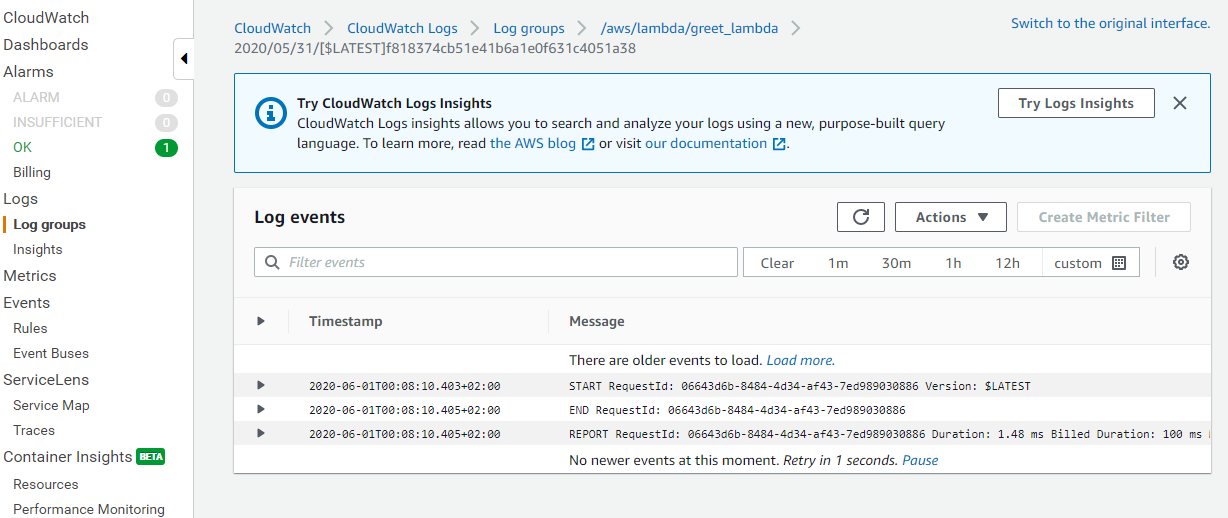 CloudWatch
Dashboards
Alarms
ALARM 0
INSUFFICIENT 0
OK 1
Billing
Logs
Log groups
Insights
Metrics
Events
Rules
Event Buses
ServiceLens
Service Map
Traces
Container Insights BETA
Resources
Performance Monitoring
CloudWatch CloudWatch Logs Log groups /aws/lambda/greet_lambda
2020/05/31/[$LATEST]f818374cb51e41b6a1e0f631c4051a38
Switch to the original interface.
Try CloudWatch Logs Insights
CloudWatch Logs insights allows you to search and analyze your logs using a new, purpose-built query
language. To learn more, read the AWS blog or visit our documentation .
Try Logs Insights
Log events
Actions
Create Metric Filter
Filter events
Clear 1m 30m 1h 12h custom
Timestamp Message
There are older events to load. Load more.
2020-06-01T00:08:10.403+02:00 START RequestId: 06643d6b-8484-4d34-af43-7ed989030886 Version: $LATEST
2020-06-01T00:08:10.405+02:00 END RequestId: 06643d6b-8484-4d34-af43-7ed989030886
2020-06-01T00:08:10.405+02:00 REPORT RequestId: 06643d6b-8484-4d34-af43-7ed989030886 Duration: 1.48 ms Billed Duration: 100 ms
No newer events at this moment. Retry in 1 seconds. Pause